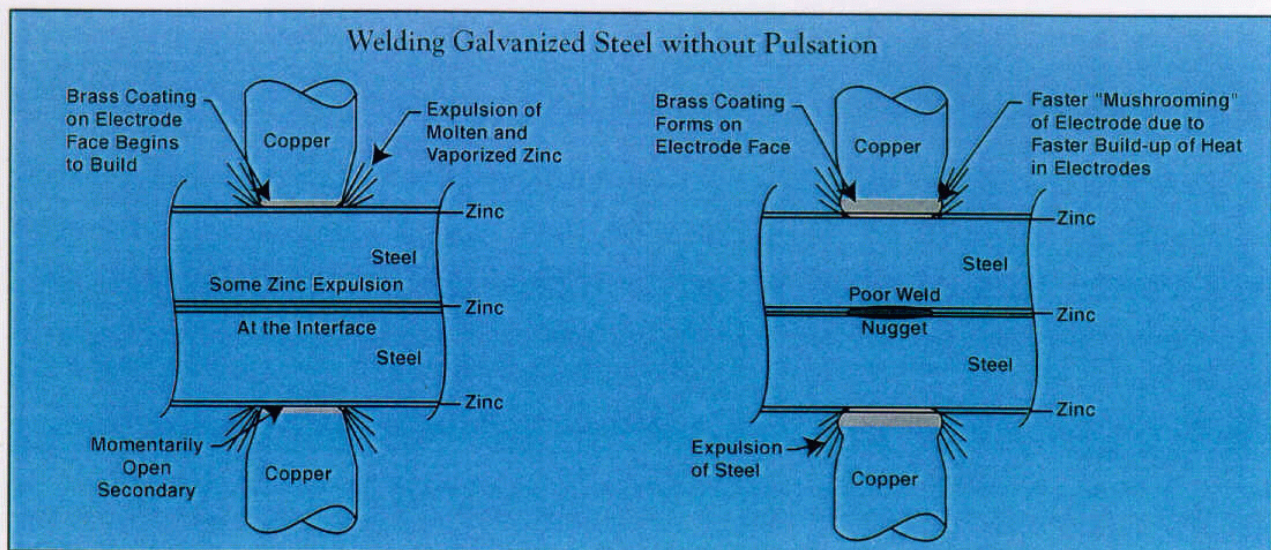 Welding Galvanized Steel without Pulsation
Brass Coating
on Electrode
Face Begins
to Build
Copper
Expulsion of
Molten and
Vaporized Zinc
Zinc
Steel
Some Zinc Expulsion
Zinc
At the Interface
Steel
Zinc
Momentarily
Open
Secondary
Copper
Brass Coating
Forms on
Electrode Face
Copper
Faster "Mushrooming"
of Electrode due to
Faster Build-up of Heat
in Electrodes
Zinc
Steel
Poor Weld
Zinc
Nugget
Steel
Zinc
Expulsion
of Steel
Copper